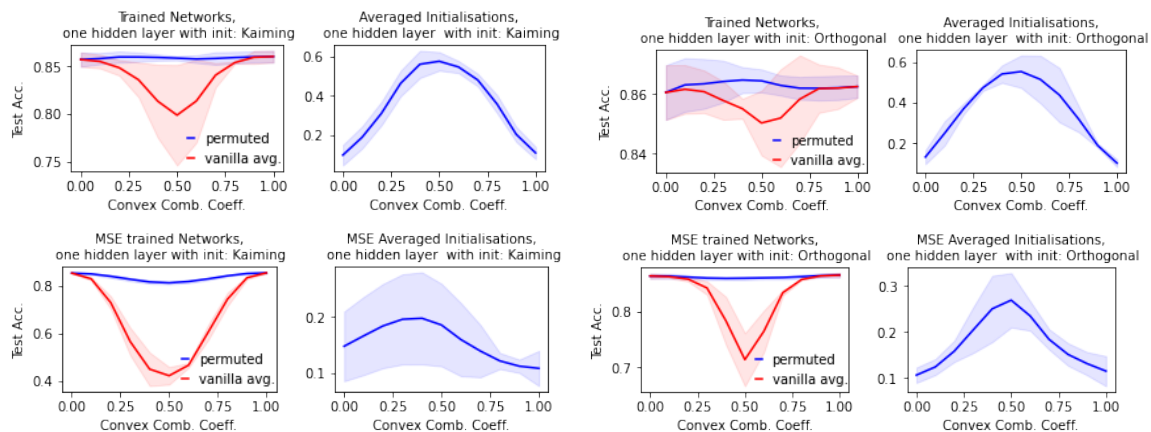 Trained Networks,
one hidden layer with init: Kaiming
Test Acc.
0.85
0.80
0.75
permuted
vanilla avg.
0.00 0.25 0.50 0.75 1.00
Convex Comb. Coeff.
Averaged Initialisations,
one hidden layer  with init: Kaiming
0.6
0.4
0.2
0.00 0.25 0.50 0.75 1.00
Convex Comb. Coeff.
Trained Networks,
one hidden layer with init: Orthogonal
Test Acc.
0.86
0.84
permuted
vanilla avg.
0.00 0.25 0.50 0.75 1.00
Convex Comb. Coeff.
Averaged Initialisations,
one hidden layer  with init: Orthogonal
0.6
0.4
0.2
0.00 0.25 0.50 0.75 1.00
Convex Comb. Coeff.
MSE trained Networks,
one hidden layer with init: Kaiming
Test Acc.
0.8
0.6
0.4
permuted
vanilla avg.
0.00 0.25 0.50 0.75 1.00
Convex Comb. Coeff.
MSE Averaged Initialisations,
one hidden layer  with init: Kaiming
0.2
0.1
0.00 0.25 0.50 0.75 1.00
Convex Comb. Coeff.
MSE trained Networks,
one hidden layer with init: Orthogonal
Test Acc.
0.8
0.7
permuted
vanilla avg.
0.00 0.25 0.50 0.75 1.00
Convex Comb. Coeff.
MSE Averaged Initialisations,
one hidden layer  with init: Orthogonal
0.3
0.2
0.1
0.00 0.25 0.50 0.75 1.00
Convex Comb. Coeff.